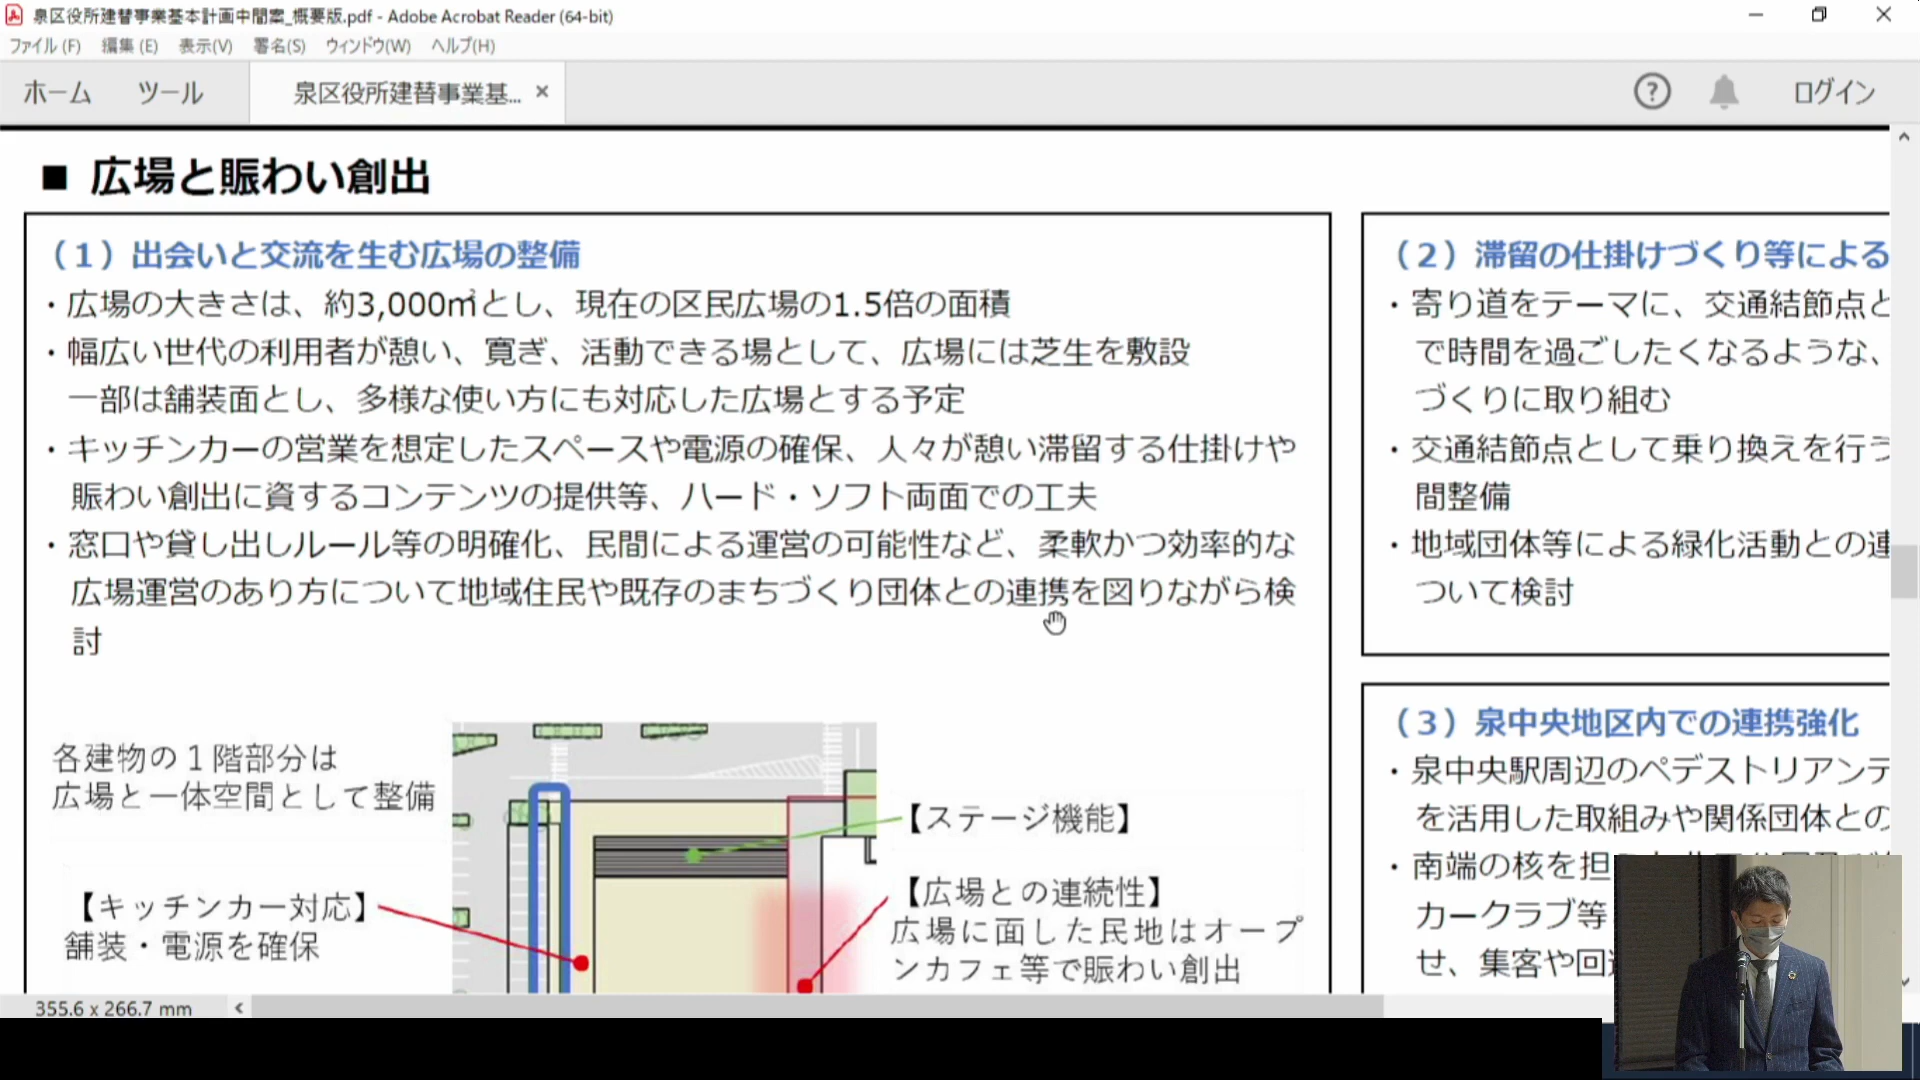 泉区役所建替事業基本計画中間案_概要版.pdf - Adobe Acrobat Reader (64-bit)
ファイル(F) 編集(E) 表示(V) 署名(S) ウィンドウ(W) ヘルプ(H)
ホーム ツール 泉区役所建替事業基... × ? ログイン
■ 広場と賑わい創出
（１）出会いと交流を生む広場の整備
・広場の大きさは、約3,000㎡とし、現在の区民広場の1.5倍の面積
・幅広い世代の利用者が憩い、寛ぎ、活動できる場として、広場には芝生を敷設
一部は舗装面とし、多様な使い方にも対応した広場とする予定
・キッチンカーの営業を想定したスペースや電源の確保、人々が憩い滞留する仕掛けや
賑わい創出に資するコンテンツの提供等、ハード・ソフト両面での工夫
・窓口や貸し出しルール等の明確化、民間による運営の可能性など、柔軟かつ効率的な
広場運営のあり方について地域住民や既存のまちづくり団体との連携を図りながら検
討
各建物の１階部分は
広場と一体空間として整備
【キッチンカー対応】
舗装・電源を確保
【ステージ機能】
【広場との連続性】
広場に面した民地はオープ
ンカフェ等で賑わい創出
（２）滞留の仕掛けづくり等による
・寄り道をテーマに、交通結節点と
で時間を過ごしたくなるような、
づくりに取り組む
・交通結節点として乗り換えを行う
間整備
・地域団体等による緑化活動との連
ついて検討
（３）泉中央地区内での連携強化
・泉中央駅周辺のペデストリアンデ
を活用した取組みや関係団体との
・南端の核を担
カークラブ等
せ、集客や回
355.6 x 266.7 mm